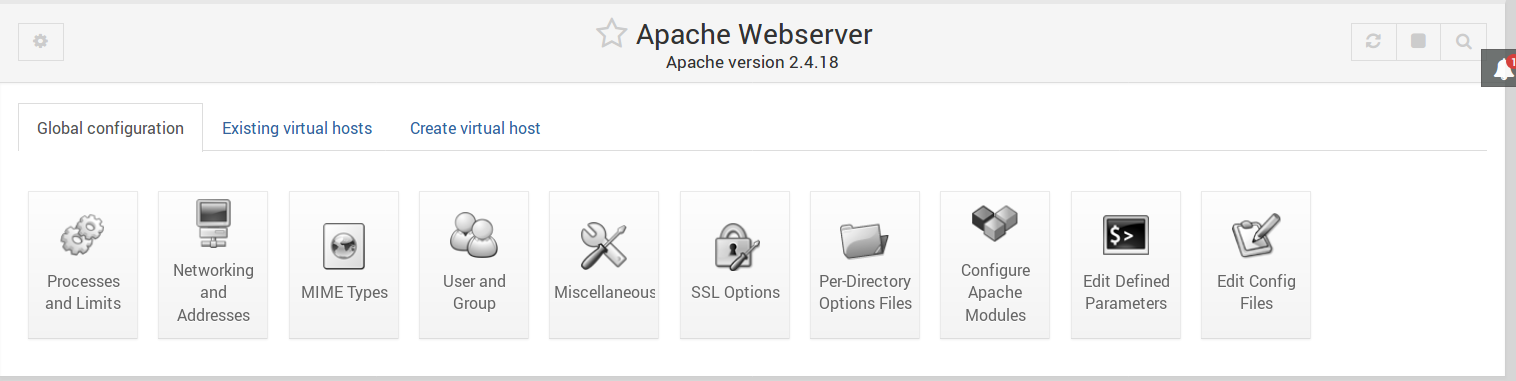 Apache Webserver
Apache version 2.4.18
1
Global configuration
Existing virtual hosts
Create virtual host
Processes
and Limits
Networking
and
Addresses
MIME Types
User and
Group
Miscellaneous
SSL Options
Per-Directory
Options Files
Configure
Apache
Modules
$>
Edit Defined
Parameters
Edit Config
Files